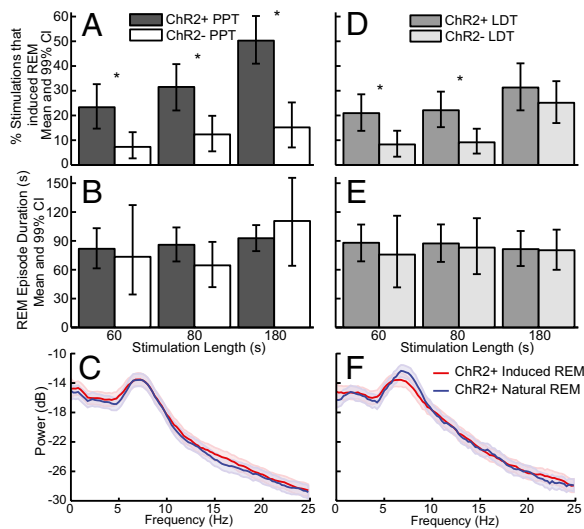 A
ChR2+ PPT
ChR2- PPT
% Stimulations that
induced REM
Mean and 99% CI
60
50
40
30
20
10
0
*
*
*
D
ChR2+ LDT
ChR2- LDT
*
*
B
REM Episode Duration (s)
Mean and 99% CI
150
120
90
60
30
0
60
80
180
Stimulation Length (s)
E
60
80
180
Stimulation Length (s)
C
Power (dB)
-10
-14
-18
-22
-26
-30
0
5
10
15
20
25
Frequency (Hz)
F
ChR2+ Induced REM
ChR2+ Natural REM
0
5
10
15
20
25
Frequency (Hz)